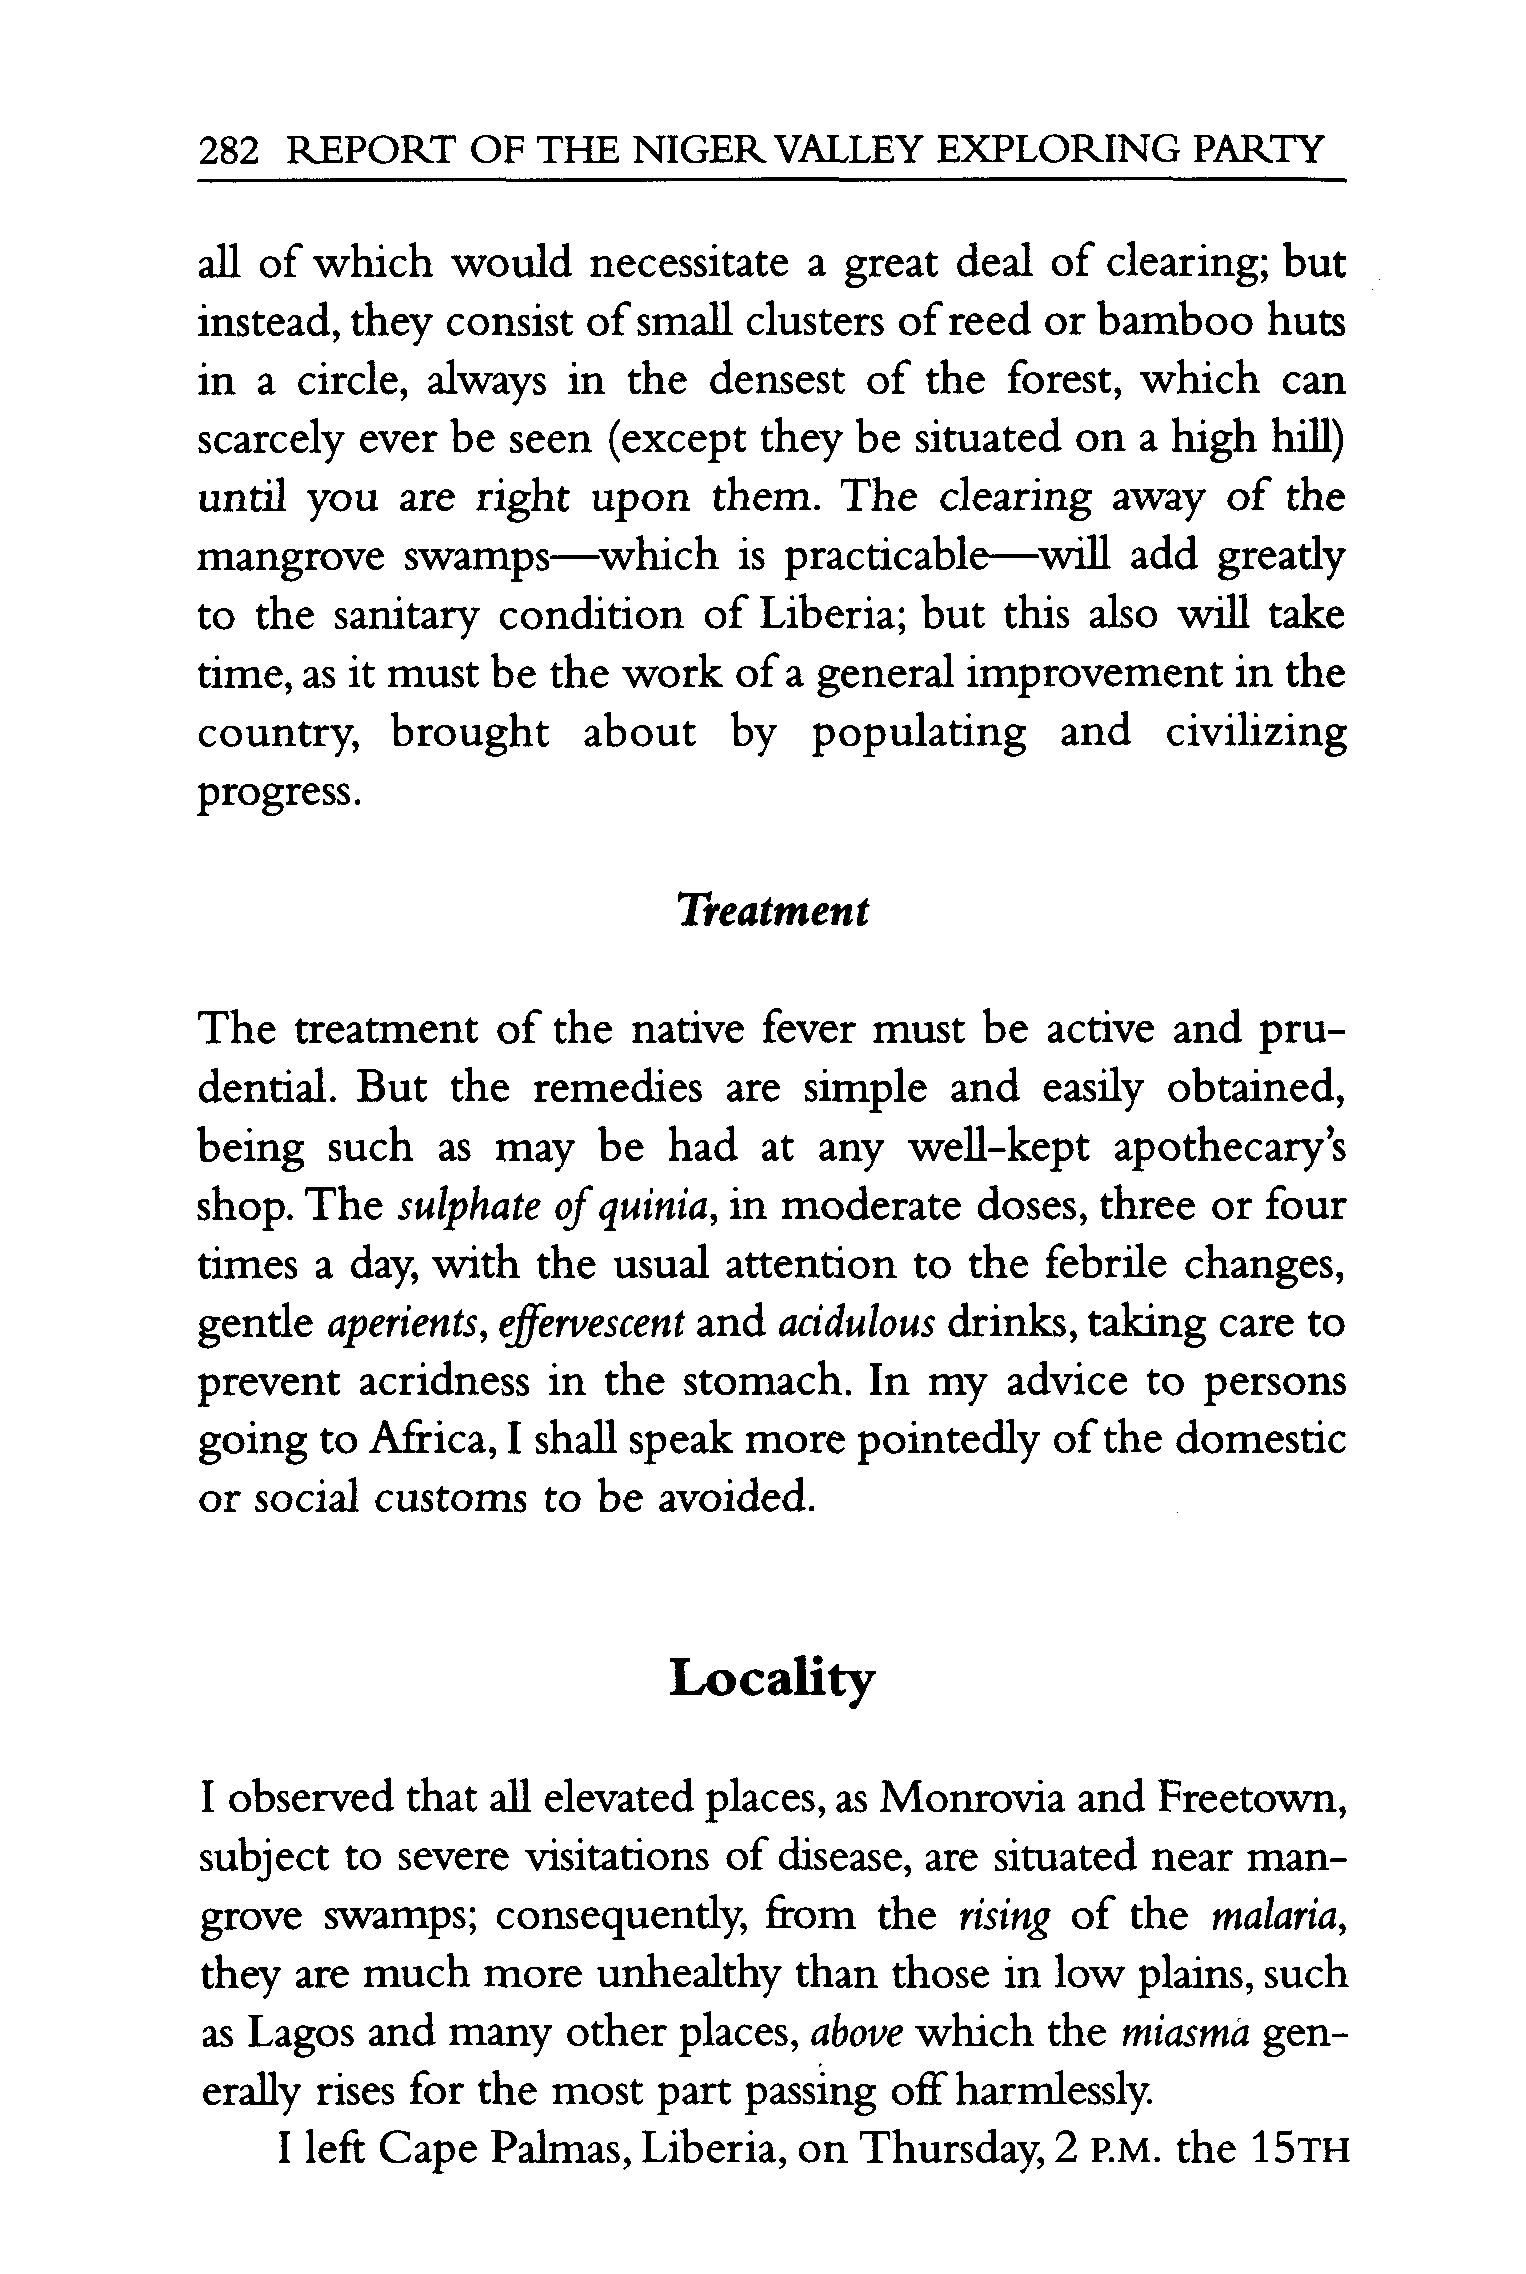 282 REPORT OF THE NIGER VALLEY EXPLORING PARTY
all of which would necessitate a great deal of clearing; but
instead, they consist of small clusters of reed or bamboo huts
in a circle, always in the densest of the forest, which can
scarcely ever be seen (except they be situated on a high hill)
until you are right upon them. The clearing away of the
mangrove swamps—which is practicable—will add greatly
to the sanitary condition of Liberia; but this also will take
time, as it must be the work of a general improvement in the
country, brought about by populating and civilizing
progress.
Treatment
The treatment of the native fever must be active and pru-
dential. But the remedies are simple and easily obtained,
being such as may be had at any well-kept apothecary's
shop. The sulphate of quinia, in moderate doses, three or four
times a day, with the usual attention to the febrile changes,
gentle aperients, effervescent and acidulous drinks, taking care to
prevent acridness in the stomach. In my advice to persons
going to Africa, I shall speak more pointedly of the domestic
or social customs to be avoided.
Locality
I observed that all elevated places, as Monrovia and Freetown,
subject to severe visitations of disease, are situated near man-
grove swamps; consequently, from the rising of the malaria,
they are much more unhealthy than those in low plains, such
as Lagos and many other places, above which the miasma gen-
erally rises for the most part passing off harmlessly.
I left Cape Palmas, Liberia, on Thursday, 2 P.M. the 15TH